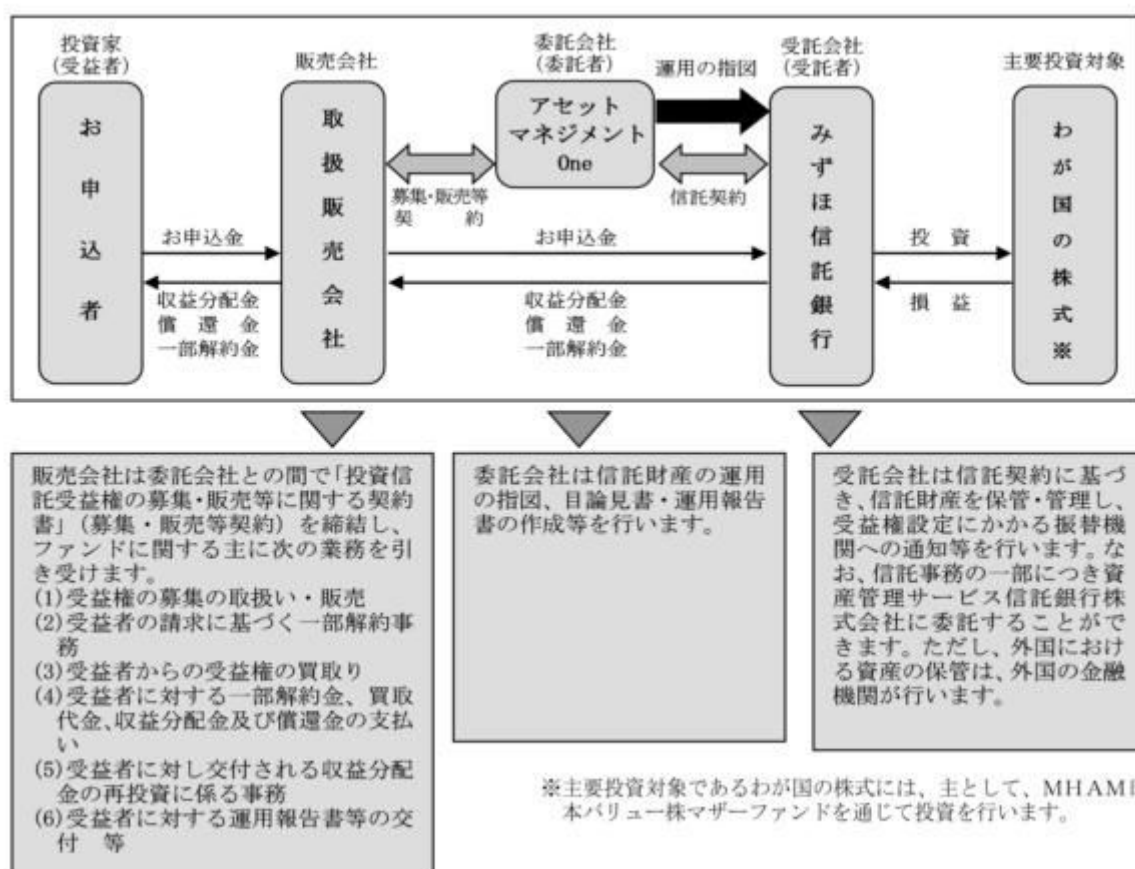 投資家
(受益者)
販売会社
委託会社
(委託者)
運用の指図
受託会社
(受託者)
主要投資対象
お申込者
取扱販売会社
アセット
マネジメント
One
みずほ信託銀行
わが国の株式※
募集・販売等
契 約
信託契約
お申込金
お申込金
投 資
収益分配金
償 還 金
一部解約金
収益分配金
償 還 金
一部解約金
損 益
販売会社は委託会社との間で「投資信
託受益権の募集・販売等に関する契約
書」(募集・販売等契約)を締結し、
ファンドに関する主に次の業務を引
き受けます。
(1)受益権の募集の取扱い・販売
(2)受益者の請求に基づく一部解約事
務
(3)受益者からの受益権の買取り
(4)受益者に対する一部解約金、買取
代金、収益分配金及び償還金の支払
い
(5)受益者に対し交付される収益分配
金の再投資に係る事務
(6)受益者に対する運用報告書等の交
付 等
委託会社は信託財産の運用
の指図、目論見書・運用報告
書の作成等を行います。
受託会社は信託契約に基づ
き、信託財産を保管・管理し、
受益権設定にかかる振替機
関への通知等を行います。な
お、信託事務の一部につき資
産管理サービス信託銀行株
式会社に委託することがで
きます。ただし、外国におけ
る資産の保管は、外国の金融
機関が行います。
※主要投資対象であるわが国の株式には、主として、MHAM日
本バリュー株マザーファンドを通じて投資を行います。